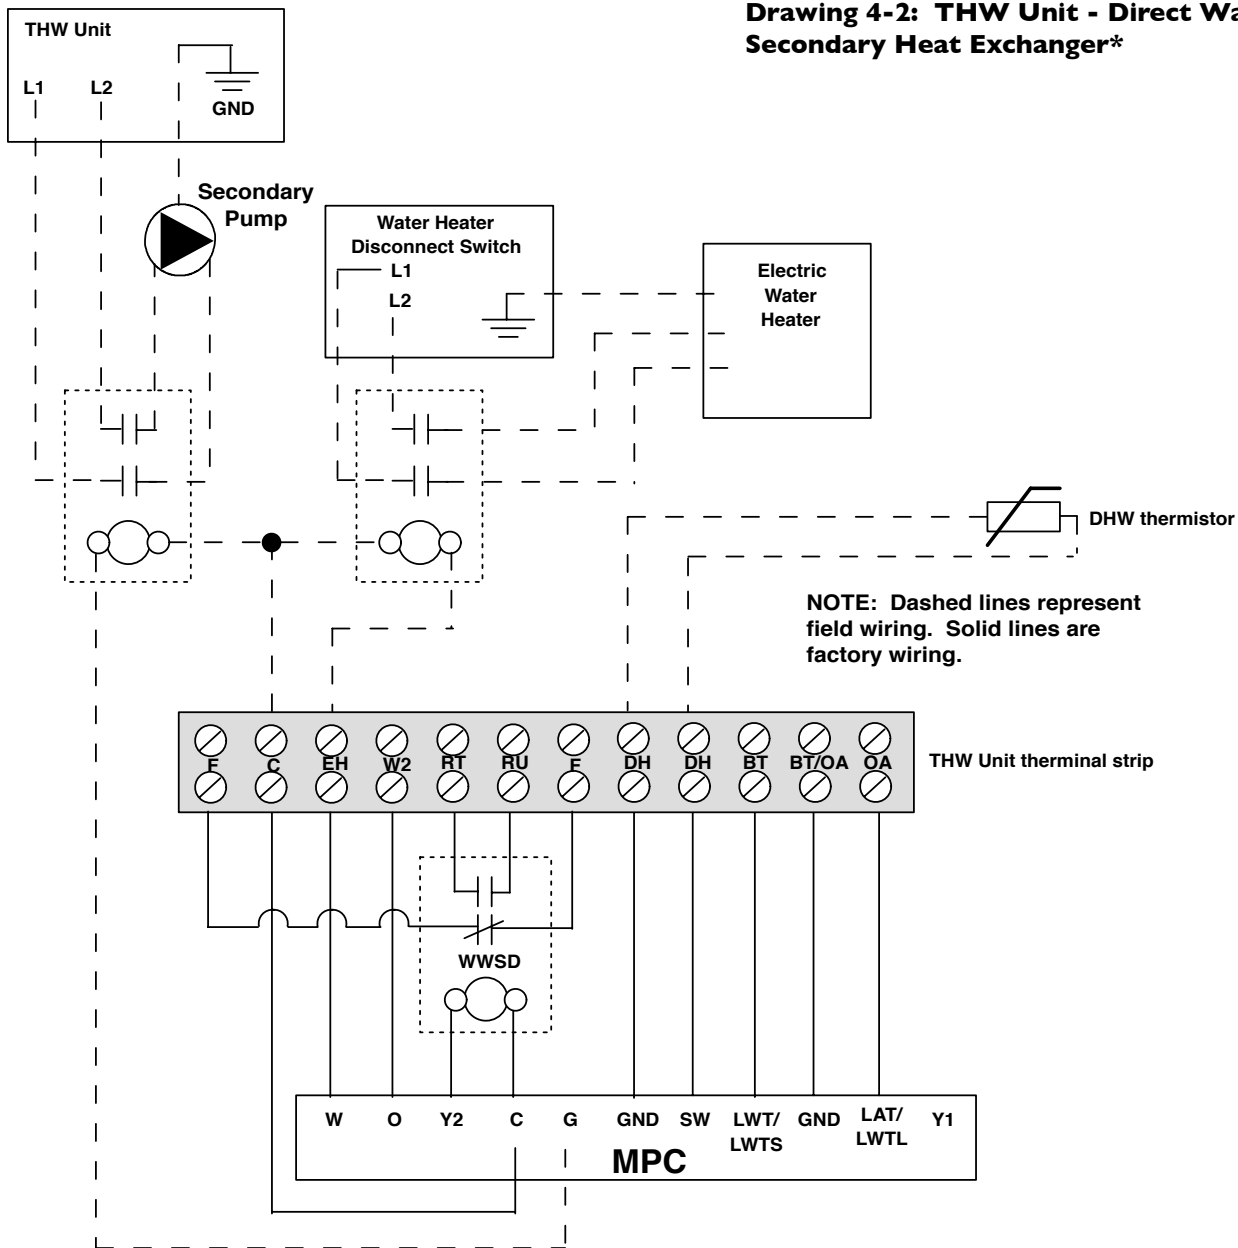 Drawing 4-2: THW Unit - Direct Wa
Secondary Heat Exchanger*
THW Unit
L1
L2
GND
Secondary
Pump
Water Heater
Disconnect Switch
L1
L2
Electric
Water
Heater
DHW thermistor
NOTE: Dashed lines represent
field wiring. Solid lines are
factory wiring.
F C EH W2 RT RU F DH DH BT BT/OA OA
THW Unit therminal strip
WWSD
W O Y2 C G GND SW LWT/ GND LAT/ Y1
LWTS LWTL
MPC